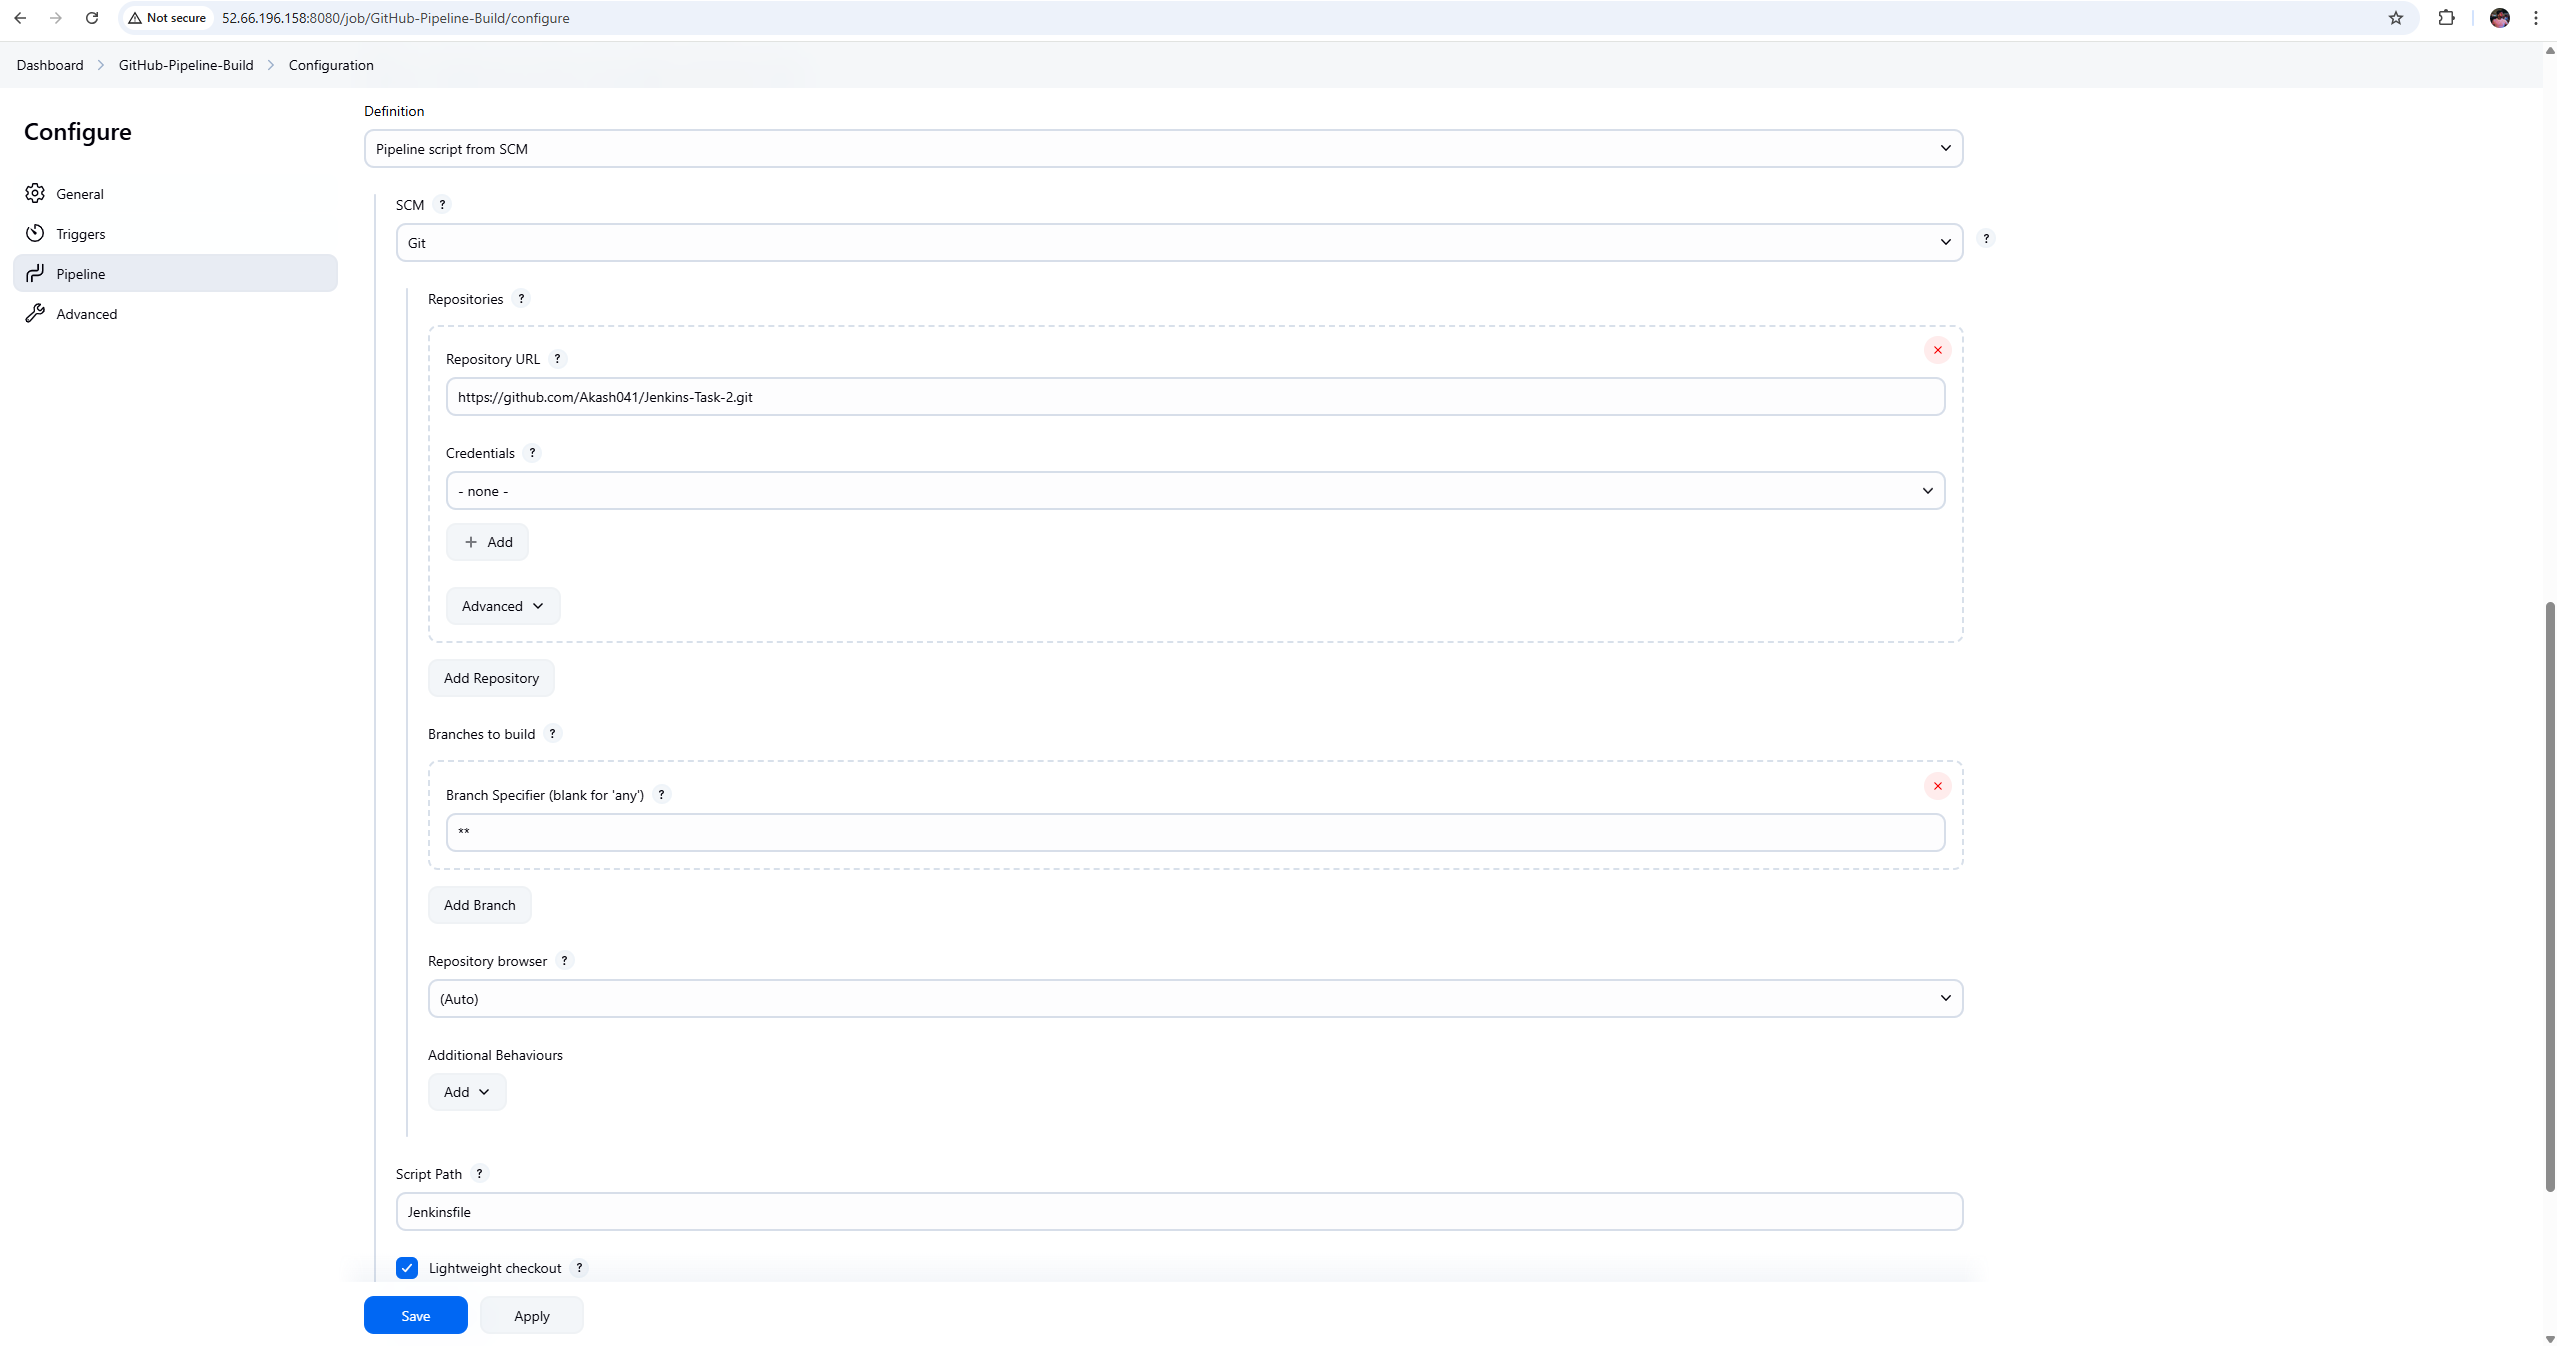 Not secure 52.66.196.158:8080/job/GitHub-Pipeline-Build/configure
Dashboard GitHub-Pipeline-Build Configuration
Configure
General
Triggers
Pipeline
Advanced
Definition
Pipeline script from SCM
SCM ?
Git
?
Repositories ?
Repository URL ?
https://github.com/Akash041/Jenkins-Task-2.git
Credentials ?
- none -
+ Add
Advanced
Add Repository
Branches to build ?
Branch Specifier (blank for 'any') ?
**
Add Branch
Repository browser ?
(Auto)
Additional Behaviours
Add
Script Path ?
Jenkinsfile
Lightweight checkout ?
Save Apply